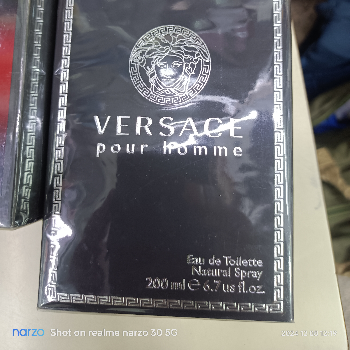 VERSACE
pour homme
Eau de Toilette
Natural Spray
200 ml ℮ 6.7 us fl.oz.
narzo Shot on realme narzo 30 5G